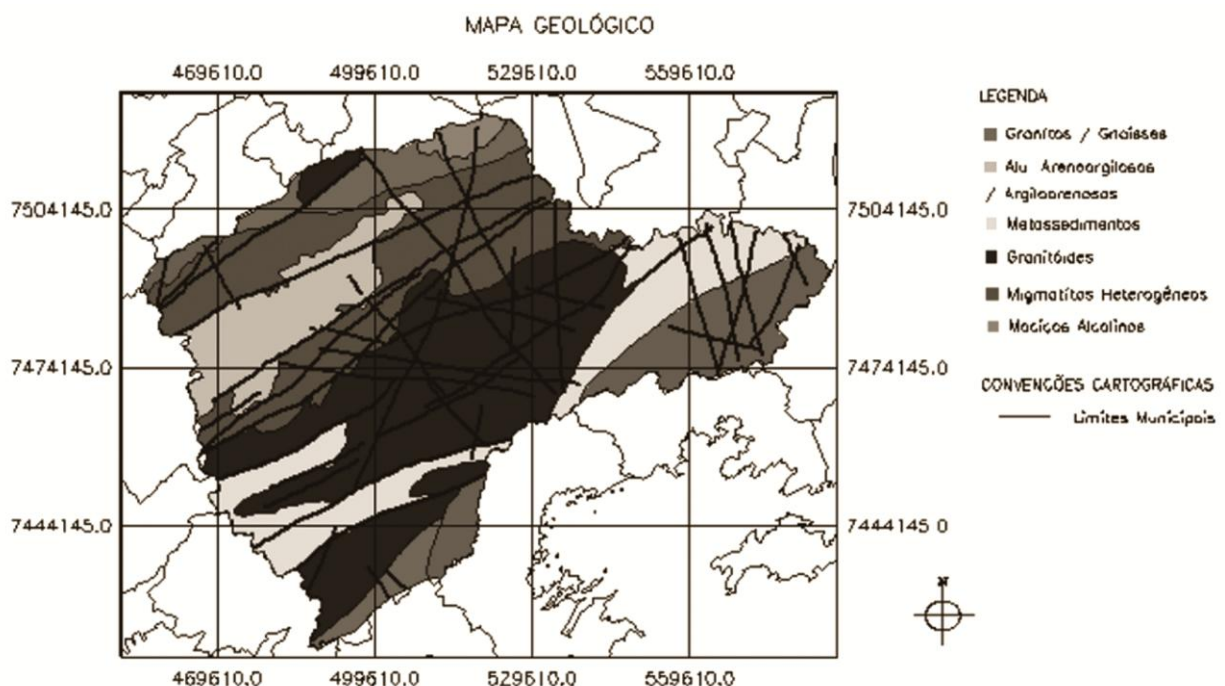 MAPA GEOLÓGICO
469610.0 499610.0 529610.0 559610.0
LEGENDA
Granitos / Gnaisses
Alu Arenoargilosas
/ Argiloarenosas
7504145.0 7504145.0
Metassedimentos
Granitóides
Migmatitos Heterogêneos
Maciços Alcalinos
7474145.0 7474145.0
CONVENÇÕES CARTOGRÁFICAS
Limites Municipais
7444145.0 7444145.0
N
469610.0 499610.0 529610.0 559610.0